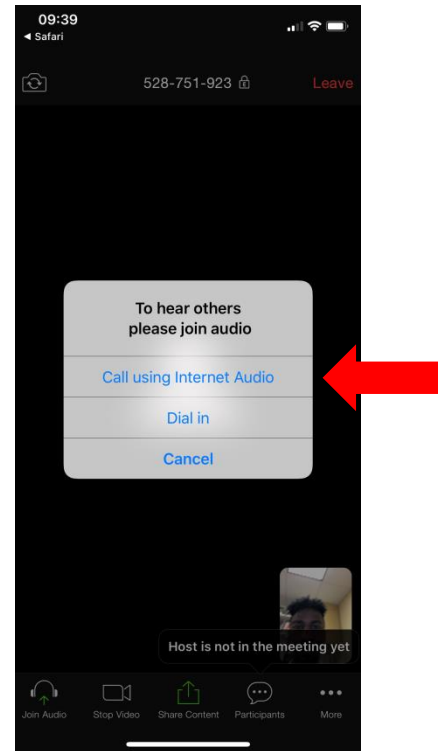 09:39
◀ Safari
528-751-923
Leave
To hear others
please join audio
Call using Internet Audio
Dial in
Cancel
Host is not in the meeting yet
Join Audio
Stop Video
Share Content
Participants
More